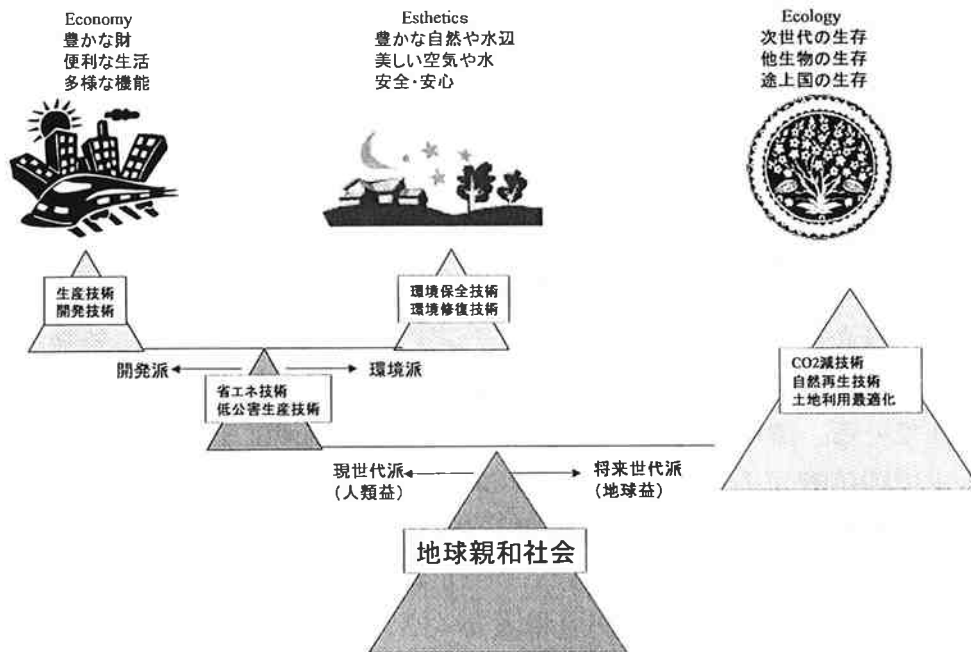 Economy
豊かな財
便利な生活
多様な機能
Esthetics
豊かな自然や水辺
美しい空気や水
安全・安心
Ecology
次世代の生存
他生物の生存
途上国の生存
生産技術
開発技術
環境保全技術
環境修復技術
開発派
環境派
省エネ技術
低公害生産技術
CO2減技術
自然再生技術
土地利用最適化
現世代派
(人類益)
将来世代派
(地球益)
地球親和社会